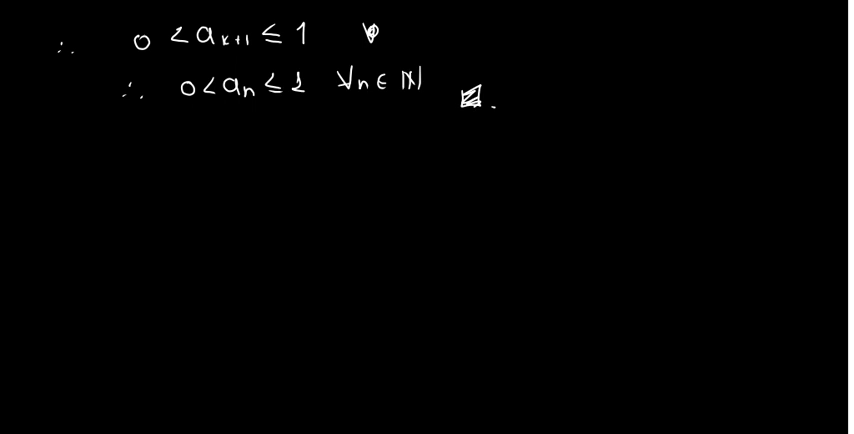 ∴ 0 < a_{k+1} ≤ 1
∴ 0 < a_n ≤ 1 ∀n ∈ ℕ